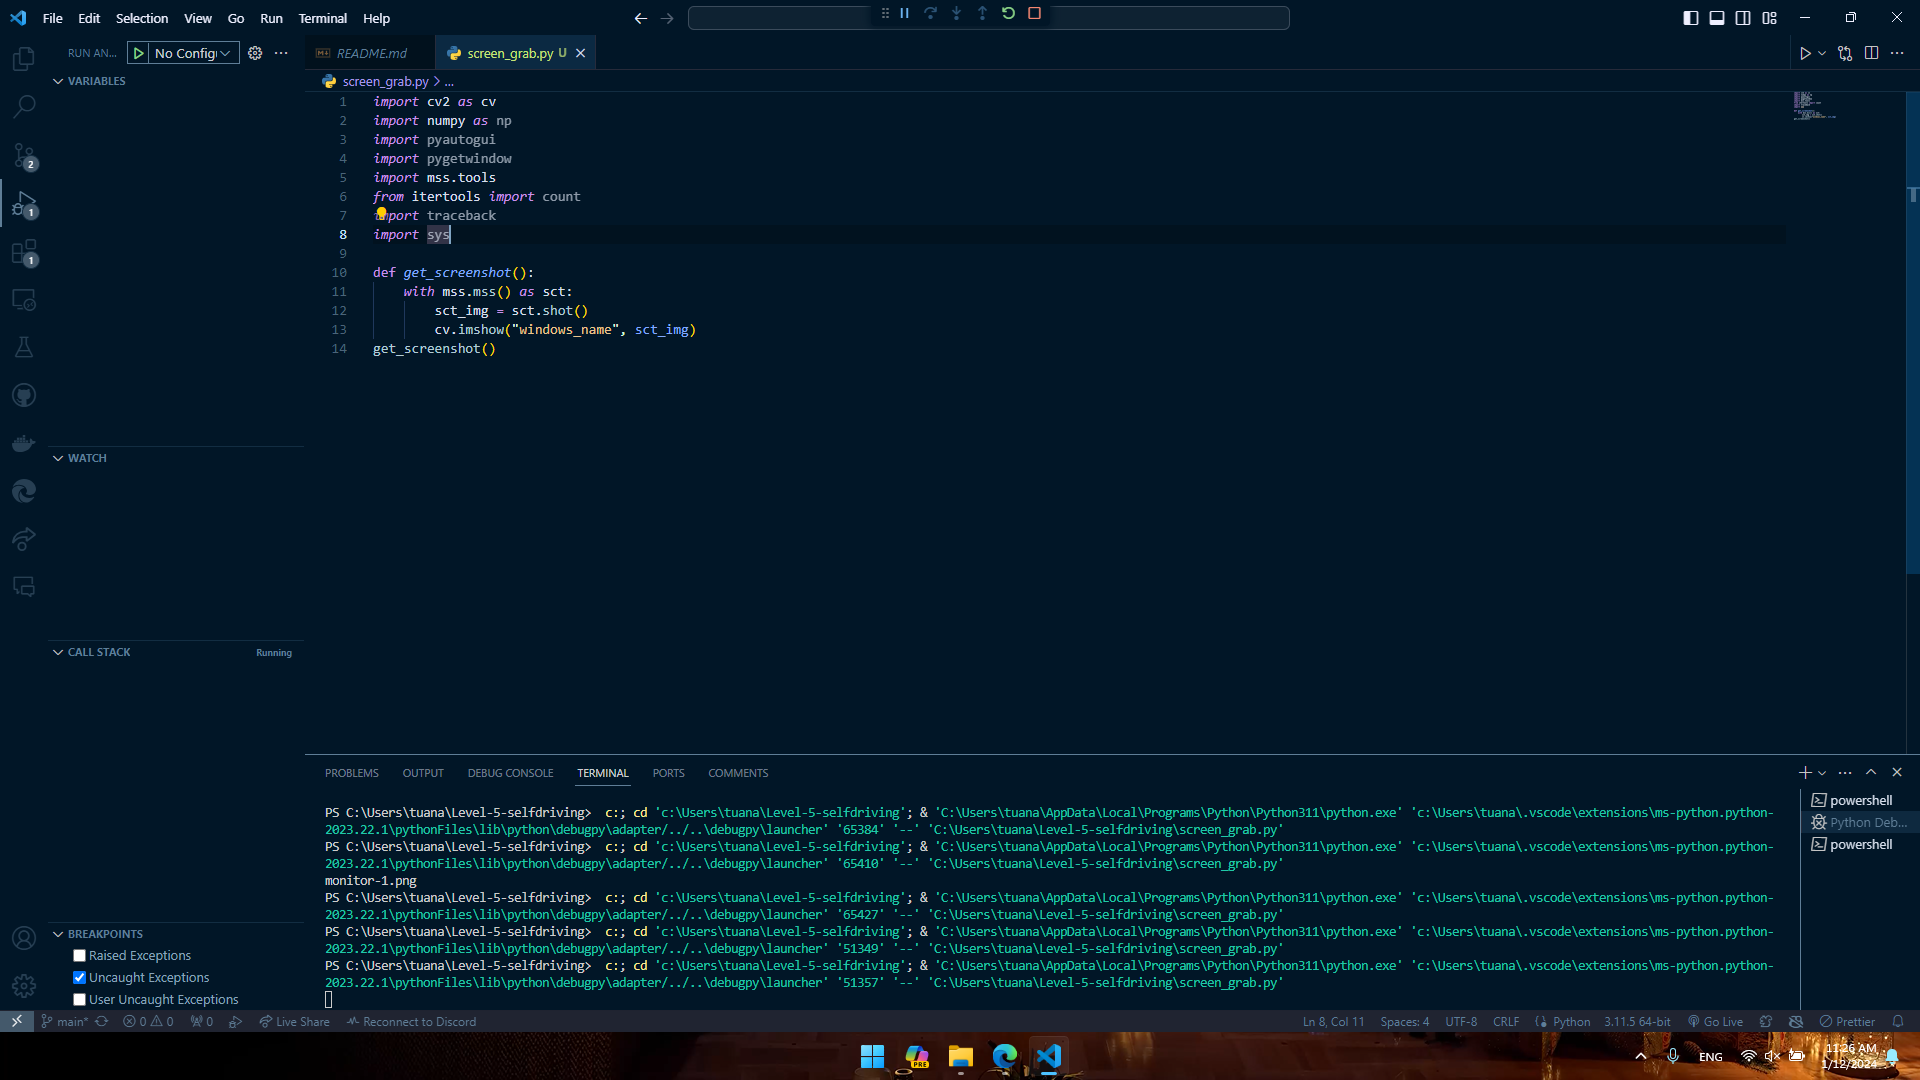 File Edit Selection View Go Run Terminal Help
RUN AN... No Config
README.md screen_grab.py U
VARIABLES
screen_grab.py > ...
1 import cv2 as cv
2 import numpy as np
3 import pyautogui
4 import pygetwindow
5 import mss.tools
6 from itertools import count
7 import traceback
8 import sys
9
10 def get_screenshot():
11 with mss.mss() as sct:
12 sct_img = sct.shot()
13 cv.imshow("windows_name", sct_img)
14 get_screenshot()
2
1
1
WATCH
CALL STACK Running
BREAKPOINTS
Raised Exceptions
Uncaught Exceptions
User Uncaught Exceptions
PROBLEMS OUTPUT DEBUG CONSOLE TERMINAL PORTS COMMENTS
PS C:\Users\tuana\Level-5-selfdriving> c:; cd 'c:\Users\tuana\Level-5-selfdriving'; & 'C:\Users\tuana\AppData\Local\Programs\Python\Python311\python.exe' 'c:\Users\tuana\.vscode\extensions\ms-python.python-
2023.22.1\pythonFiles\lib\python\debugpy\adapter/../..\debugpy\launcher' '65384' '--' 'C:\Users\tuana\Level-5-selfdriving\screen_grab.py'
PS C:\Users\tuana\Level-5-selfdriving> c:; cd 'c:\Users\tuana\Level-5-selfdriving'; & 'C:\Users\tuana\AppData\Local\Programs\Python\Python311\python.exe' 'c:\Users\tuana\.vscode\extensions\ms-python.python-
2023.22.1\pythonFiles\lib\python\debugpy\adapter/../..\debugpy\launcher' '65410' '--' 'C:\Users\tuana\Level-5-selfdriving\screen_grab.py'
monitor-1.png
PS C:\Users\tuana\Level-5-selfdriving> c:; cd 'c:\Users\tuana\Level-5-selfdriving'; & 'C:\Users\tuana\AppData\Local\Programs\Python\Python311\python.exe' 'c:\Users\tuana\.vscode\extensions\ms-python.python-
2023.22.1\pythonFiles\lib\python\debugpy\adapter/../..\debugpy\launcher' '65427' '--' 'C:\Users\tuana\Level-5-selfdriving\screen_grab.py'
PS C:\Users\tuana\Level-5-selfdriving> c:; cd 'c:\Users\tuana\Level-5-selfdriving'; & 'C:\Users\tuana\AppData\Local\Programs\Python\Python311\python.exe' 'c:\Users\tuana\.vscode\extensions\ms-python.python-
2023.22.1\pythonFiles\lib\python\debugpy\adapter/../..\debugpy\launcher' '51349' '--' 'C:\Users\tuana\Level-5-selfdriving\screen_grab.py'
PS C:\Users\tuana\Level-5-selfdriving> c:; cd 'c:\Users\tuana\Level-5-selfdriving'; & 'C:\Users\tuana\AppData\Local\Programs\Python\Python311\python.exe' 'c:\Users\tuana\.vscode\extensions\ms-python.python-
2023.22.1\pythonFiles\lib\python\debugpy\adapter/../..\debugpy\launcher' '51357' '--' 'C:\Users\tuana\Level-5-selfdriving\screen_grab.py'
powershell
Python Deb...
powershell
main* 0 0 0 Live Share Reconnect to Discord Ln 8, Col 11 Spaces: 4 UTF-8 CRLF Python 3.11.5 64-bit Go Live Prettier
PRE
ENG
11:26 AM
1/12/2024